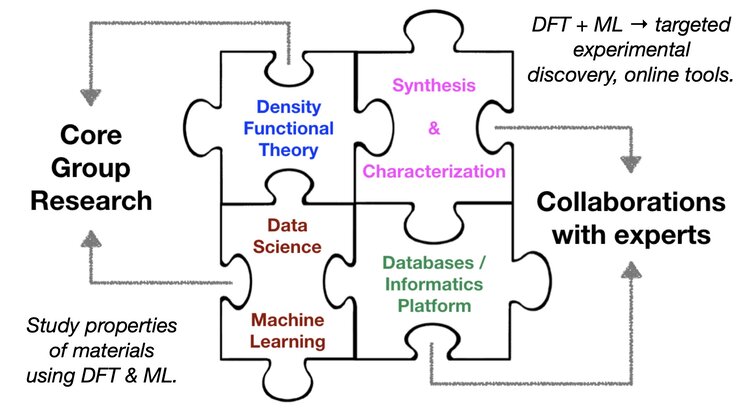 DFT + ML → targeted
experimental
discovery, online tools.
Core
Group
Research
Density
Functional
Theory
Synthesis
&
Characterization
Collaborations
with experts
Data
Science
Machine
Learning
Databases /
Informatics
Platform
Study properties
of materials
using DFT & ML.